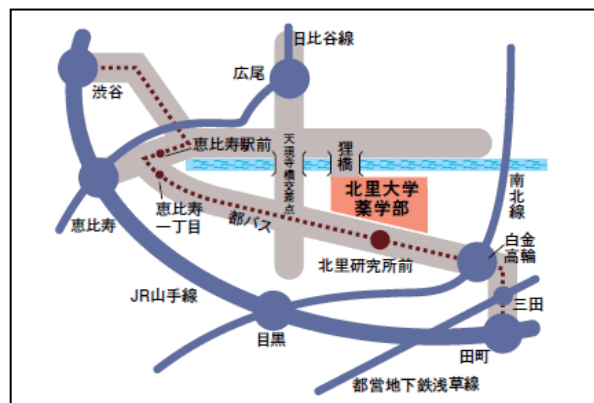 日比谷線
広尾
渋谷
恵比寿駅前
天現寺橋交差点
狸橋
北里大学
薬学部
南北線
恵比寿
恵比寿
一丁目
都バス
白金
高輪
北里研究所前
三田
JR山手線
目黒
田町
都営地下鉄浅草線